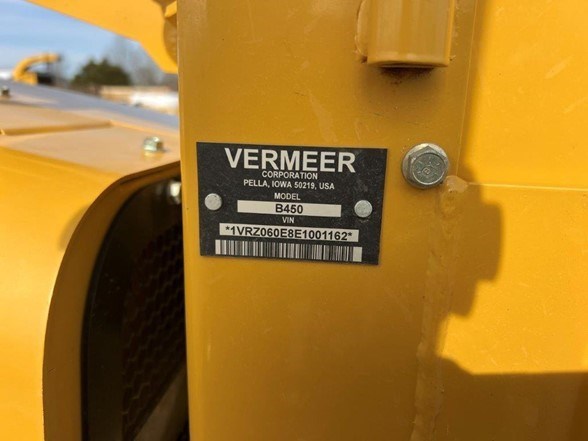 VERMEER
CORPORATION
PELLA, IOWA 50219, USA
MODEL
B450
VIN
*1VRZ060E8E1001162*